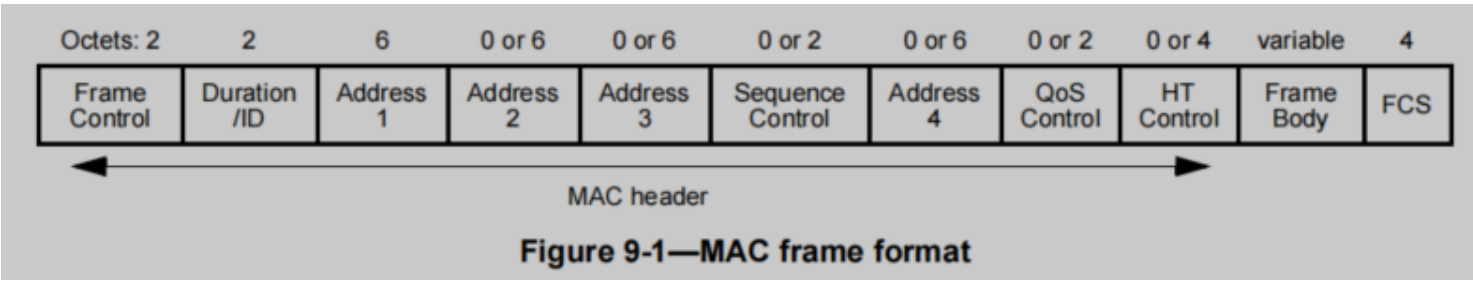 Octets: 2 2 6 0 or 6 0 or 6 0 or 2 0 or 6 0 or 2 0 or 4 variable 4
Frame Control Duration /ID Address 1 Address 2 Address 3 Sequence Control Address 4 QoS Control HT Control Frame Body FCS
MAC header
Figure 9-1—MAC frame format